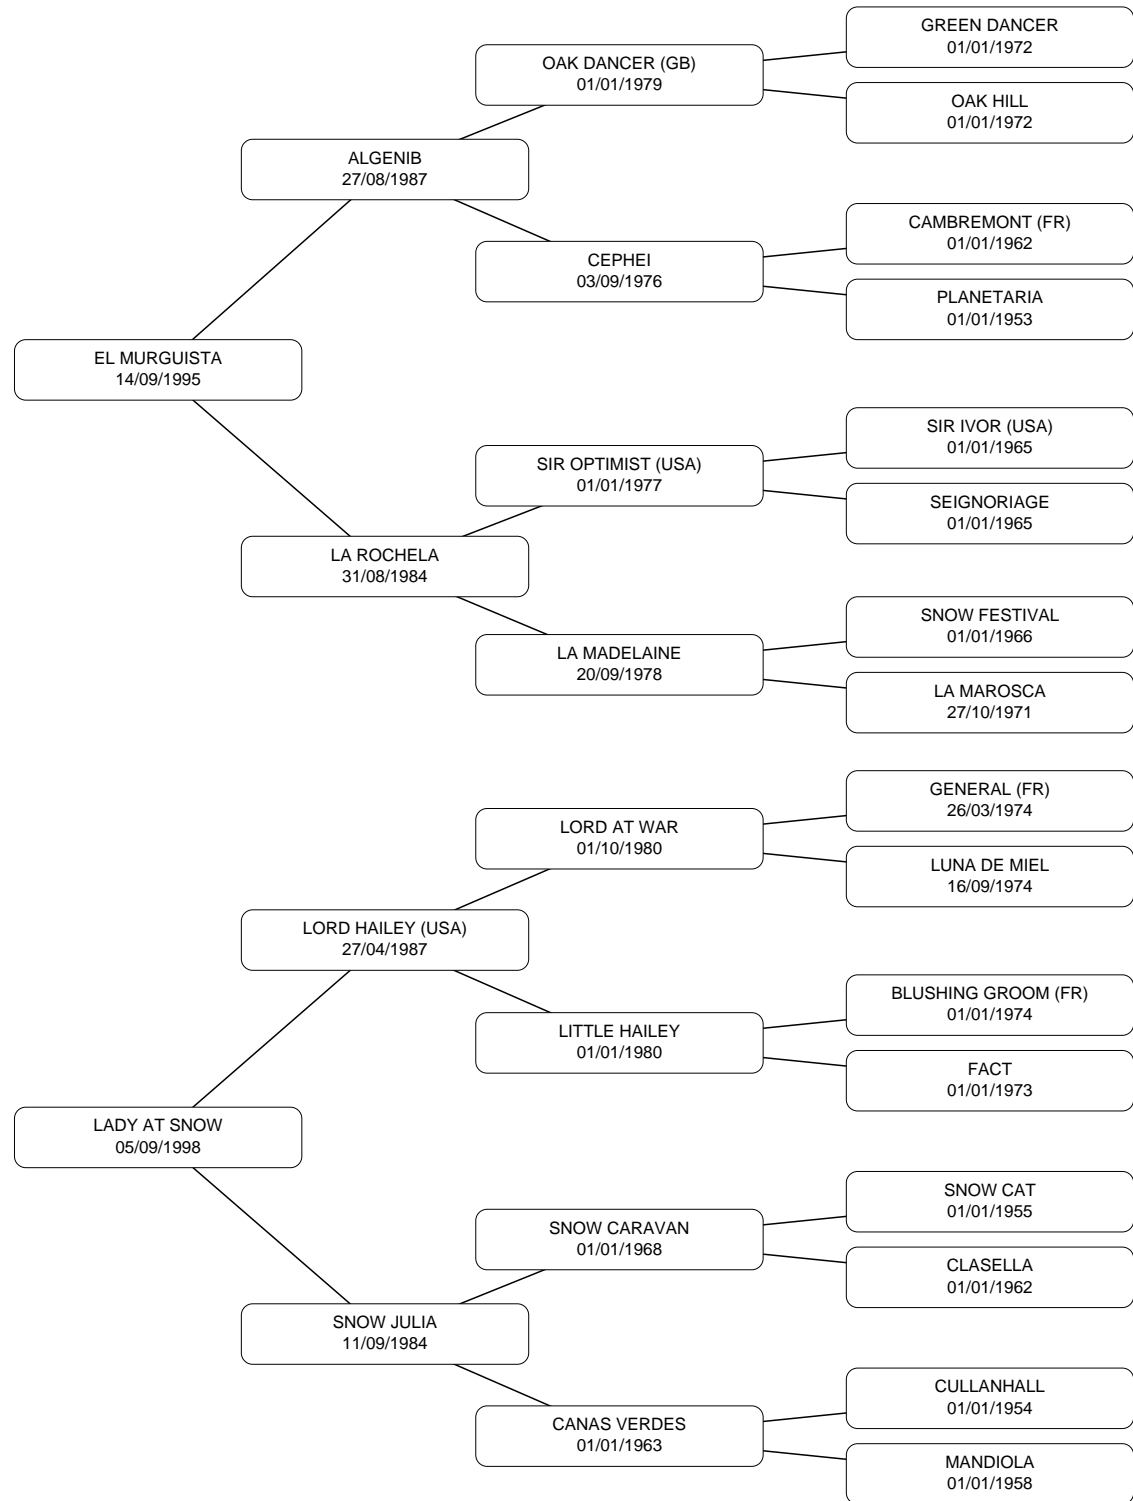 GREEN DANCER
01/01/1972
OAK DANCER (GB)
01/01/1979
OAK HILL
01/01/1972
ALGENIB
27/08/1987
CAMBREMONT (FR)
01/01/1962
CEPHEI
03/09/1976
PLANETARIA
01/01/1953
EL MURGUISTA
14/09/1995
SIR IVOR (USA)
01/01/1965
SIR OPTIMIST (USA)
01/01/1977
SEIGNORIAGE
01/01/1965
LA ROCHELA
31/08/1984
SNOW FESTIVAL
01/01/1966
LA MADELAINE
20/09/1978
LA MAROSCA
27/10/1971
GENERAL (FR)
26/03/1974
LORD AT WAR
01/10/1980
LUNA DE MIEL
16/09/1974
LORD HAILEY (USA)
27/04/1987
BLUSHING GROOM (FR)
01/01/1974
LITTLE HAILEY
01/01/1980
FACT
01/01/1973
LADY AT SNOW
05/09/1998
SNOW CAT
01/01/1955
SNOW CARAVAN
01/01/1968
CLASELLA
01/01/1962
SNOW JULIA
11/09/1984
CULLANHALL
01/01/1954
CANAS VERDES
01/01/1963
MANDIOLA
01/01/1958